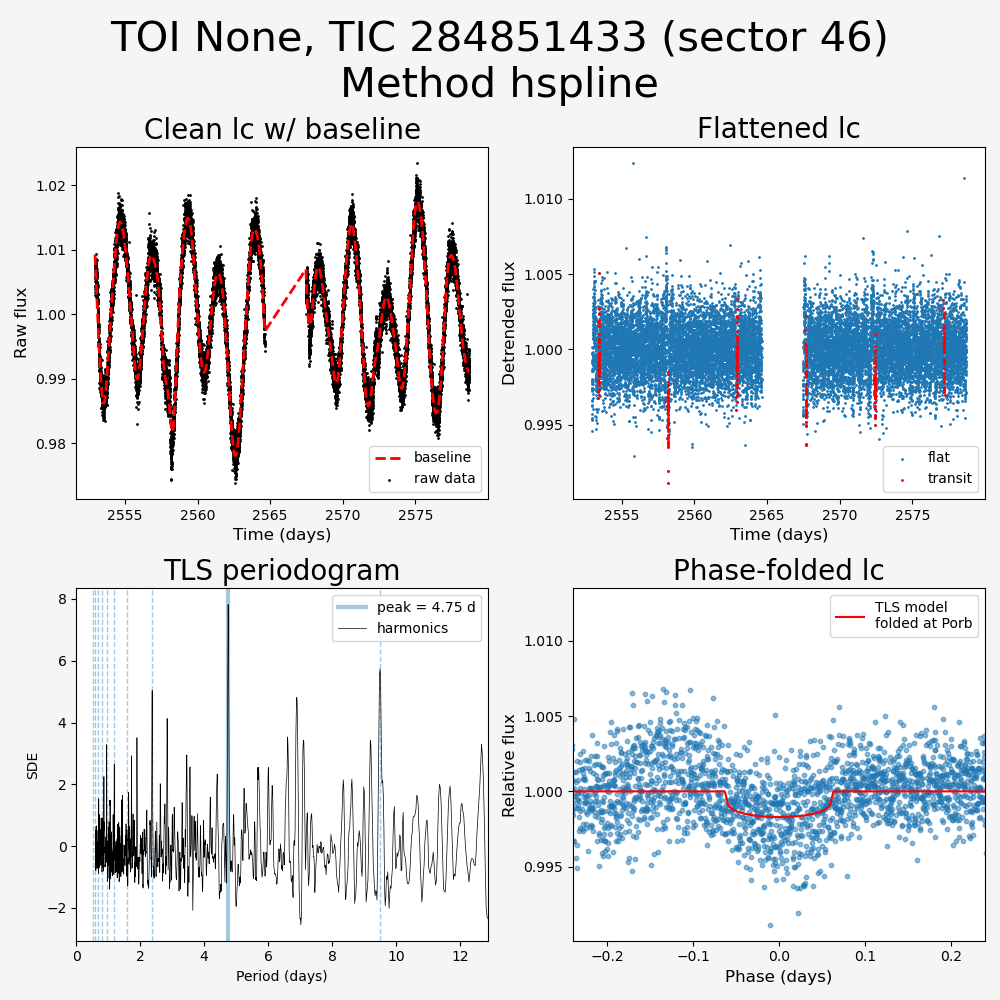 TOI None, TIC 284851433 (sector 46)
Method hspline
Clean lc w/ baseline
Raw flux
1.02
1.01
1.00
0.99
0.98
baseline
raw data
2555 2560 2565 2570 2575
Time (days)
Flattened lc
Detrended flux
1.010
1.005
1.000
0.995
flat
transit
2555 2560 2565 2570 2575
Time (days)
TLS periodogram
SDE
8
6
4
2
0
−2
peak = 4.75 d
harmonics
0 2 4 6 8 10 12
Period (days)
Phase-folded lc
Relative flux
1.010
1.005
1.000
0.995
TLS model
folded at Porb
−0.2 −0.1 0.0 0.1 0.2
Phase (days)